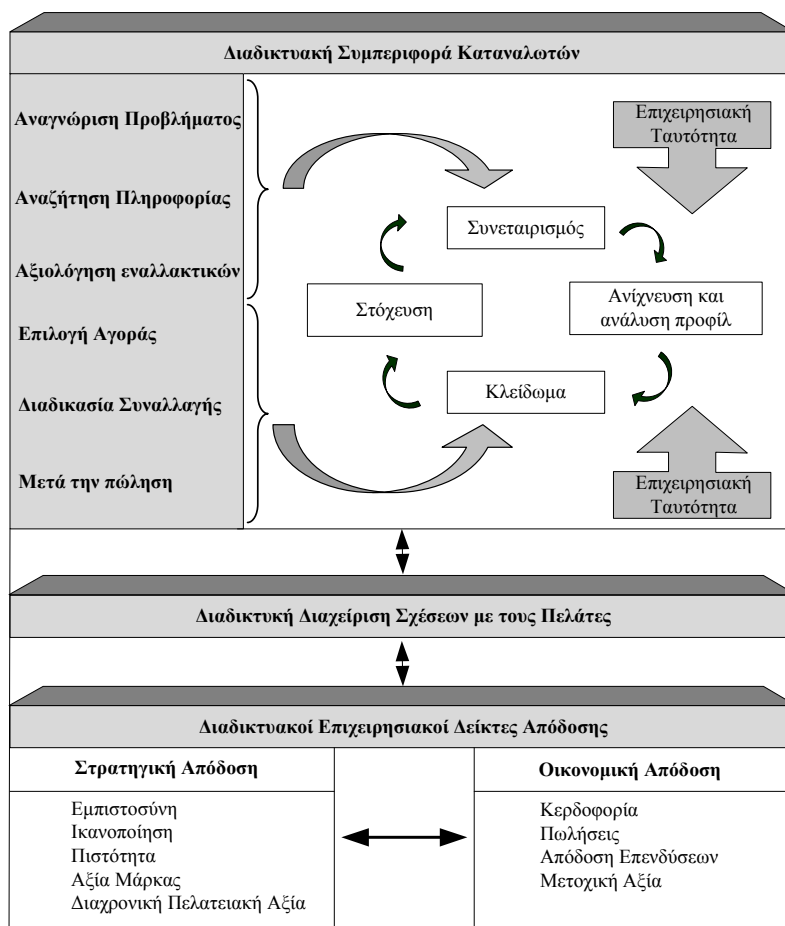 Διαδικτυακή Συμπεριφορά Καταναλωτών
Αναγνώριση Προβλήματος
Αναζήτηση Πληροφορίας
Αξιολόγηση εναλλακτικών
Επιλογή Αγοράς
Διαδικασία Συναλλαγής
Μετά την πώληση
Επιχειρησιακή
Ταυτότητα
Συνεταιρισμός
Στόχευση
Ανίχνευση και
ανάλυση προφίλ
Κλείδωμα
Επιχειρησιακή
Ταυτότητα
Διαδικτυκή Διαχείριση Σχέσεων με τους Πελάτες
Διαδικτυακοί Επιχειρησιακοί Δείκτες Απόδοσης
Στρατηγική Απόδοση
Εμπιστοσύνη
Ικανοποίηση
Πιστότητα
Αξία Μάρκας
Διαχρονική Πελατειακή Αξία
Οικονομική Απόδοση
Κερδοφορία
Πωλήσεις
Απόδοση Επενδύσεων
Μετοχική Αξία